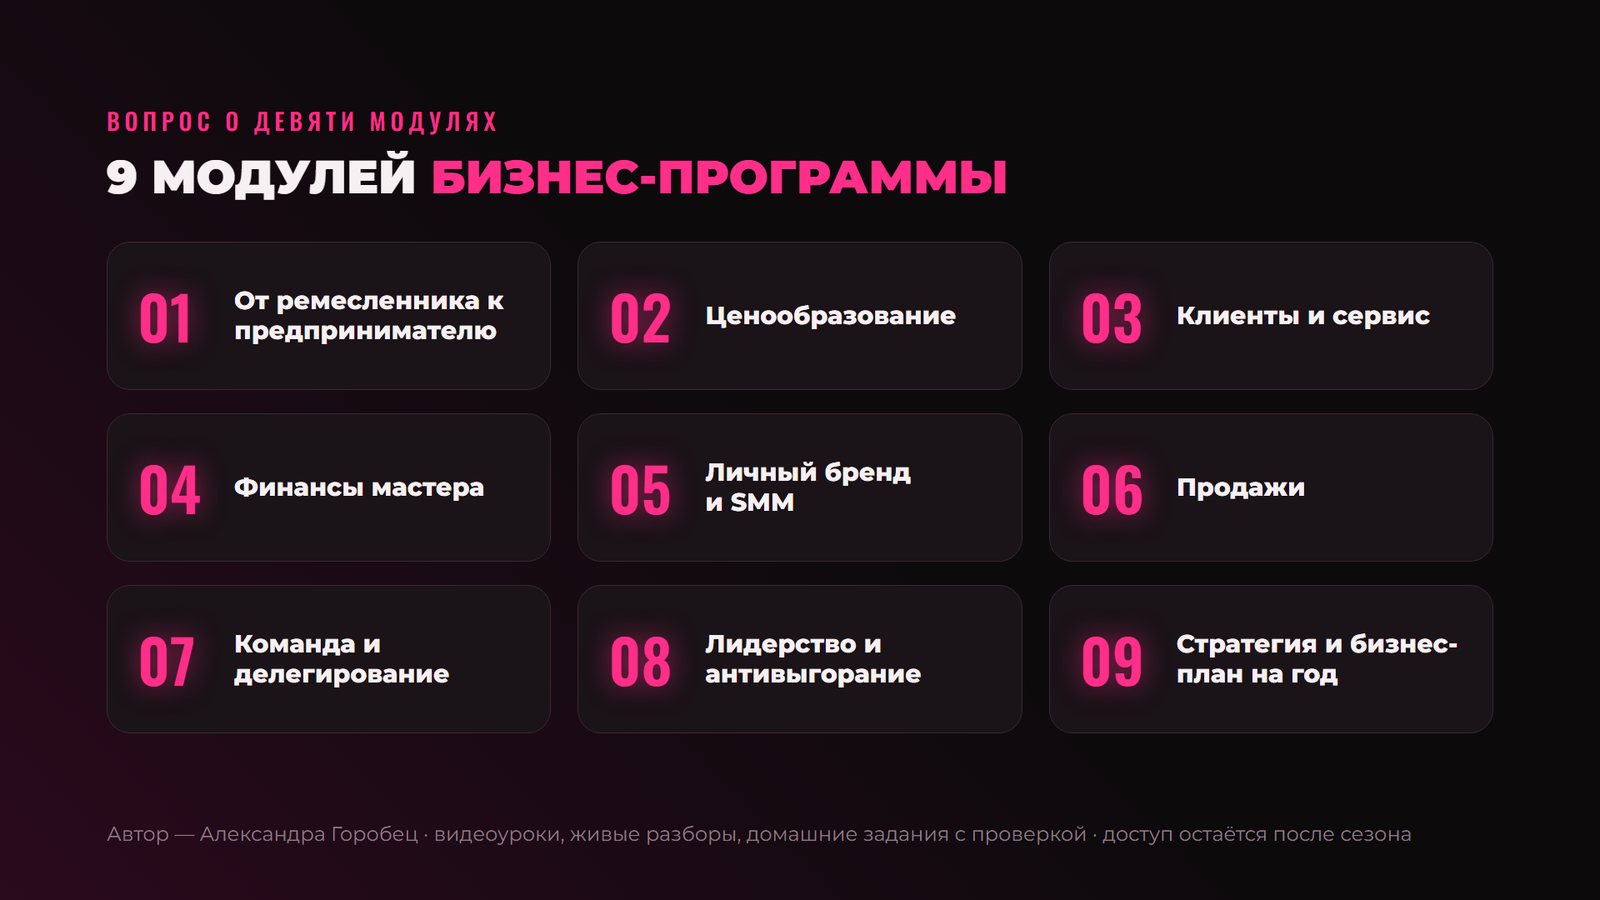 ВОПРОС О ДЕВЯТИ МОДУЛЯХ
9 МОДУЛЕЙ БИЗНЕС-ПРОГРАММЫ
01
От ремесленника к
предпринимателю
02
Ценообразование
03
Клиенты и сервис
04
Финансы мастера
05
Личный бренд
и SMM
06
Продажи
07
Команда и
делегирование
08
Лидерство и
антивыгорание
09
Стратегия и бизнес-
план на год
Автор — Александра Горобец · видеоуроки, живые разборы, домашние задания с проверкой · доступ остаётся после сезона